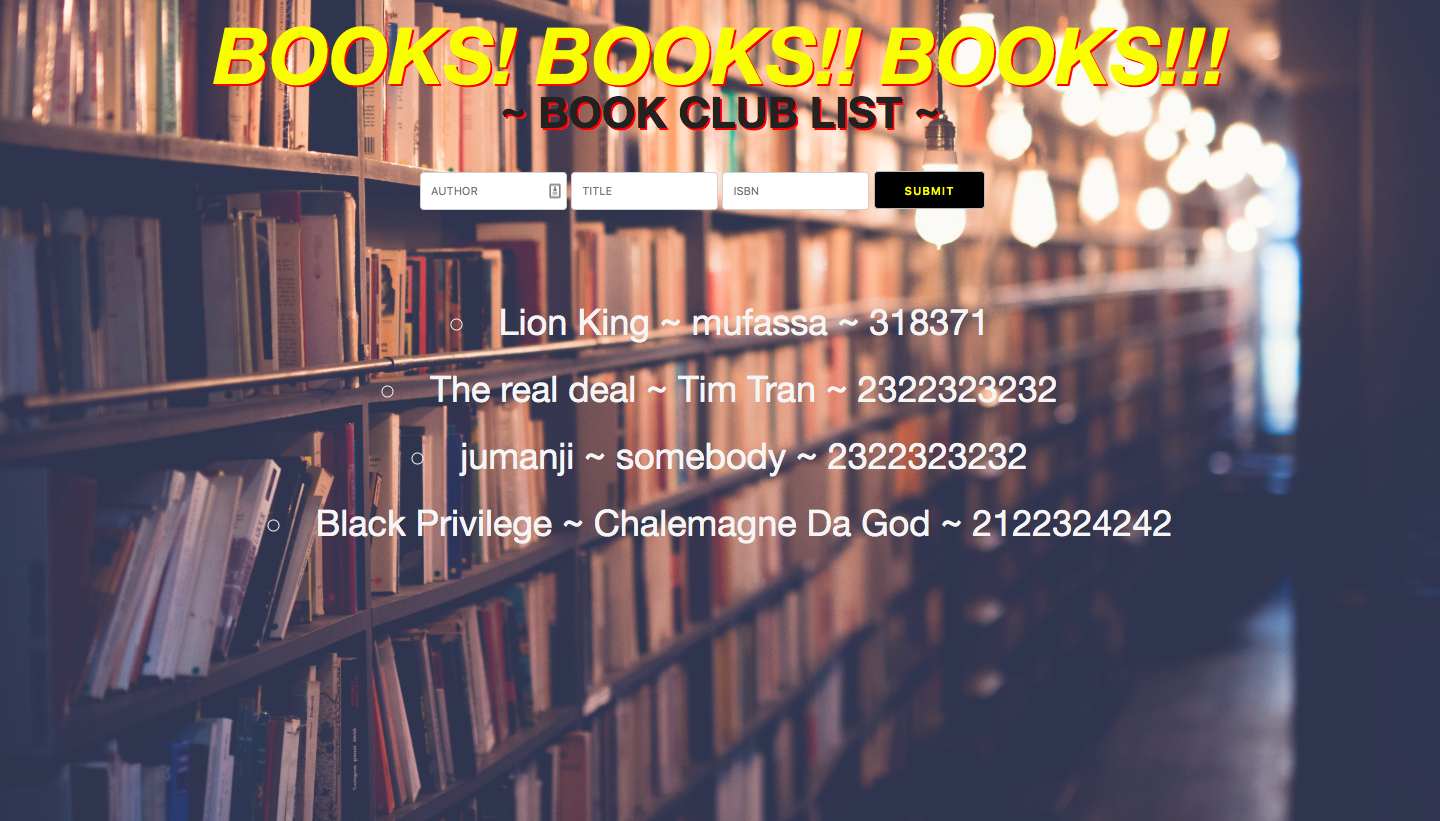 BOOKS! BOOKS!! BOOKS!!!
~ BOOK CLUB LIST ~
AUTHOR TITLE ISBN SUBMIT
Lion King ~ mufassa ~ 318371
The real deal ~ Tim Tran ~ 2322323232
jumanji ~ somebody ~ 2322323232
Black Privilege ~ Chalemagne Da God ~ 2122324242